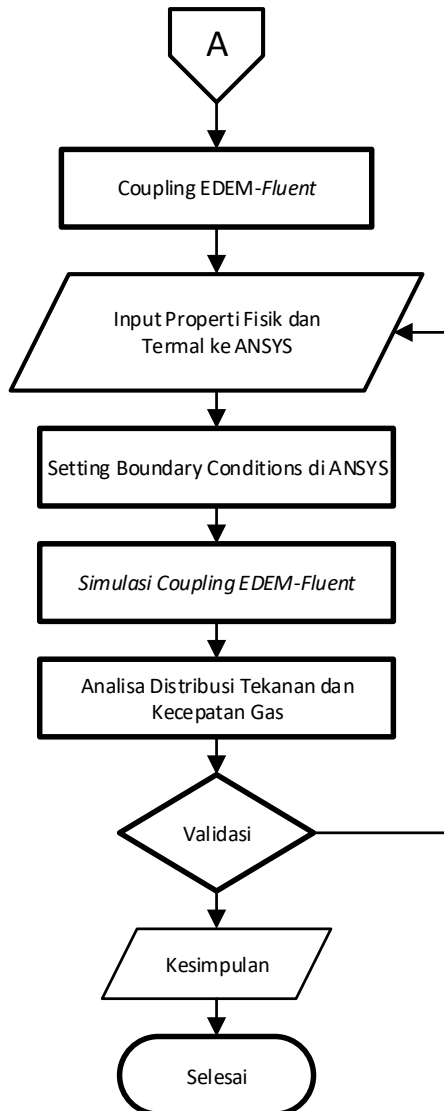 A
Coupling EDEM-Fluent
Input Properti Fisik dan
Termal ke ANSYS
Setting Boundary Conditions di ANSYS
Simulasi Coupling EDEM-Fluent
Analisa Distribusi Tekanan dan
Kecepatan Gas
Validasi
Kesimpulan
Selesai